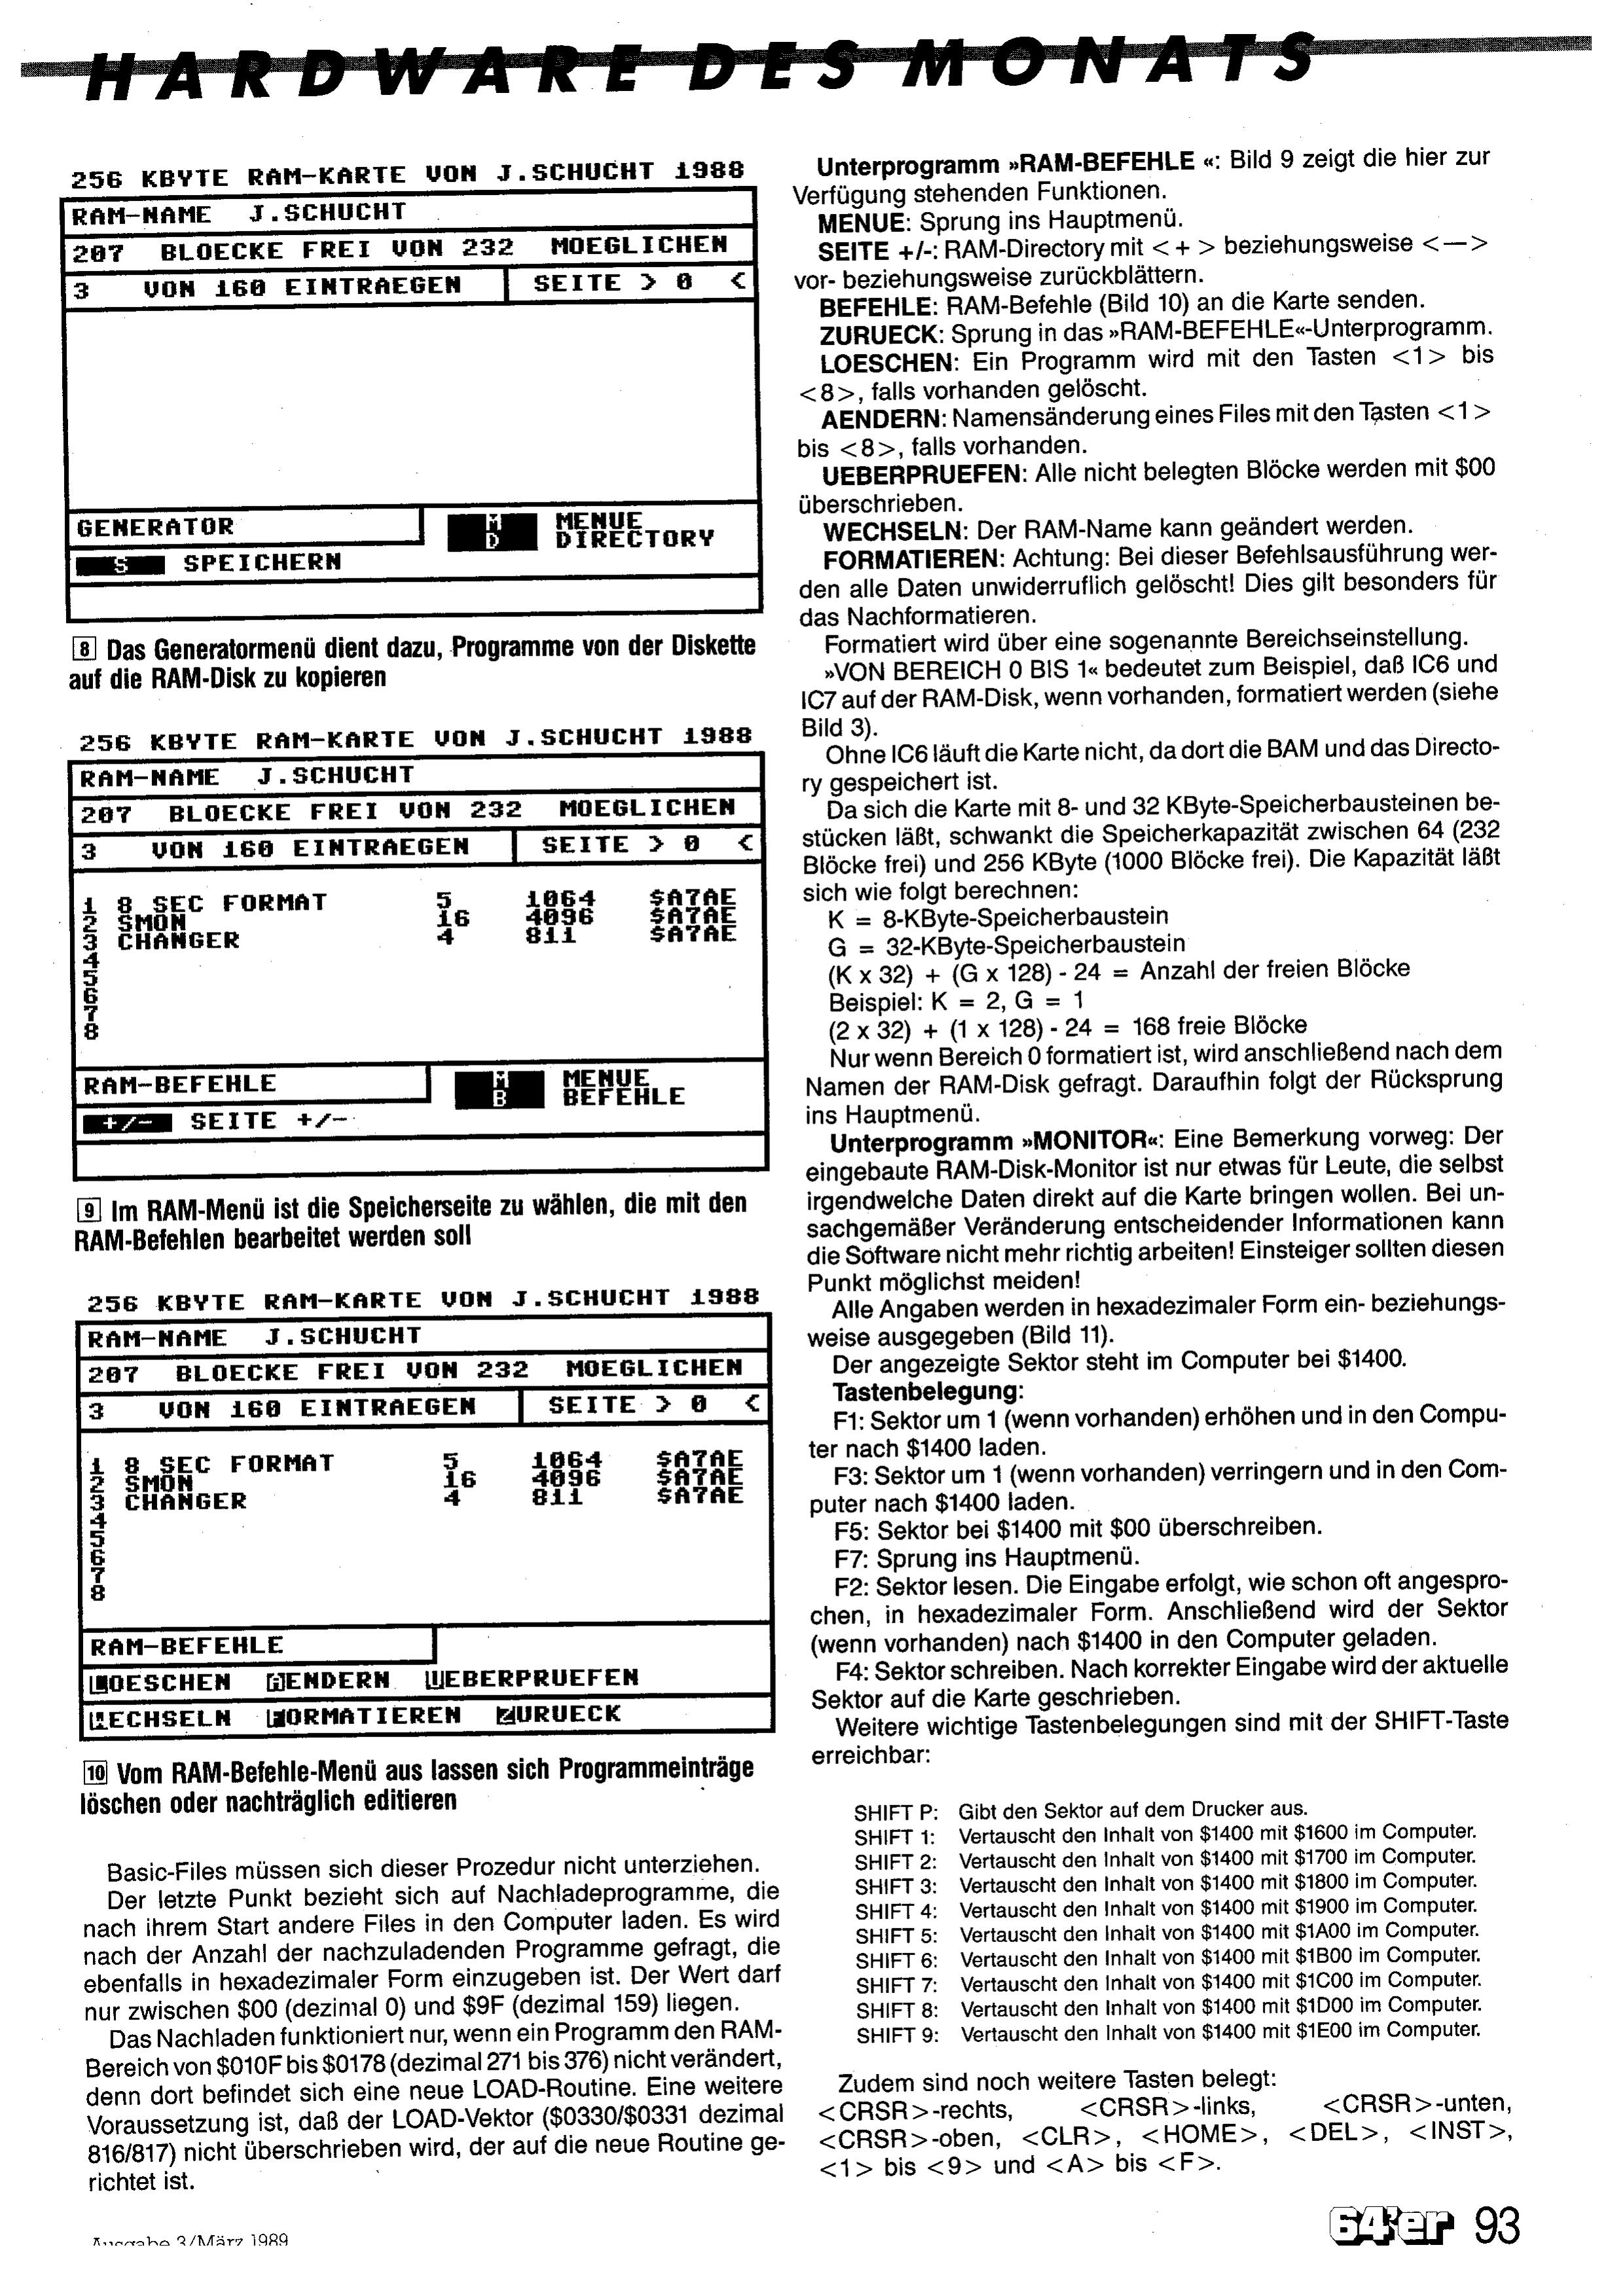 HARDWARE DES MONATS
256 KBYTE RAM-KARTE VON J.SCHUCHT 1988
RAM-NAME J.SCHUCHT
207 BLOECKE FREI VON 232 MOEGLICHEN
3 VON 160 EINTRAEGEN SEITE > 0 <
GENERATOR
M MENUE
D DIRECTORY
S SPEICHERN
8 Das Generatormenü dient dazu, Programme von der Diskette
auf die RAM-Disk zu kopieren
256 KBYTE RAM-KARTE VON J.SCHUCHT 1988
RAM-NAME J.SCHUCHT
207 BLOECKE FREI VON 232 MOEGLICHEN
3 VON 160 EINTRAEGEN SEITE > 0 <
1 8 SEC FORMAT 5 1064 $A7AE
2 SMON 16 4096 $A7AE
3 CHANGER 4 811 $A7AE
4
5
6
7
8
RAM-BEFEHLE
M MENUE
B BEFEHLE
+/- SEITE +/-
9 Im RAM-Menü ist die Speicherseite zu wählen, die mit den
RAM-Befehlen bearbeitet werden soll
256 KBYTE RAM-KARTE VON J.SCHUCHT 1988
RAM-NAME J.SCHUCHT
207 BLOECKE FREI VON 232 MOEGLICHEN
3 VON 160 EINTRAEGEN SEITE > 0 <
1 8 SEC FORMAT 5 1064 $A7AE
2 SMON 16 4096 $A7AE
3 CHANGER 4 811 $A7AE
4
5
6
7
8
RAM-BEFEHLE
LOESCHEN AENDERN UEBERPRUEFEN
WECHSELN FORMATIEREN ZURUECK
10 Vom RAM-Befehle-Menü aus lassen sich Programmeinträge
löschen oder nachträglich editieren
Basic-Files müssen sich dieser Prozedur nicht unterziehen.
Der letzte Punkt bezieht sich auf Nachladeprogramme, die
nach ihrem Start andere Files in den Computer laden. Es wird
nach der Anzahl der nachzuladenden Programme gefragt, die
ebenfalls in hexadezimaler Form einzugeben ist. Der Wert darf
nur zwischen $00 (dezimal 0) und $9F (dezimal 159) liegen.
Das Nachladen funktioniert nur, wenn ein Programm den RAM-
Bereich von $010F bis $0178 (dezimal 271 bis 376) nicht verändert,
denn dort befindet sich eine neue LOAD-Routine. Eine weitere
Voraussetzung ist, daß der LOAD-Vektor ($0330/$0331 dezimal
816/817) nicht überschrieben wird, der auf die neue Routine ge-
richtet ist.
Unterprogramm »RAM-BEFEHLE «: Bild 9 zeigt die hier zur
Verfügung stehenden Funktionen.
MENUE: Sprung ins Hauptmenü.
SEITE +/-: RAM-Directory mit < + > beziehungsweise <—>
vor- beziehungsweise zurückblättern.
BEFEHLE: RAM-Befehle (Bild 10) an die Karte senden.
ZURUECK: Sprung in das »RAM-BEFEHLE«-Unterprogramm.
LOESCHEN: Ein Programm wird mit den Tasten <1> bis
<8>, falls vorhanden gelöscht.
AENDERN: Namensänderung eines Files mit den Tasten <1>
bis <8>, falls vorhanden.
UEBERPRUEFEN: Alle nicht belegten Blöcke werden mit $00
überschrieben.
WECHSELN: Der RAM-Name kann geändert werden.
FORMATIEREN: Achtung: Bei dieser Befehlsausführung wer-
den alle Daten unwiderruflich gelöscht! Dies gilt besonders für
das Nachformatieren.
Formatiert wird über eine sogenannte Bereichseinstellung.
»VON BEREICH 0 BIS 1« bedeutet zum Beispiel, daß IC6 und
IC7 auf der RAM-Disk, wenn vorhanden, formatiert werden (siehe
Bild 3).
Ohne IC6 läuft die Karte nicht, da dort die BAM und das Directo-
ry gespeichert ist.
Da sich die Karte mit 8- und 32 KByte-Speicherbausteinen be-
stücken läßt, schwankt die Speicherkapazität zwischen 64 (232
Blöcke frei) und 256 KByte (1000 Blöcke frei). Die Kapazität läßt
sich wie folgt berechnen:
K = 8-KByte-Speicherbaustein
G = 32-KByte-Speicherbaustein
(K x 32) + (G x 128) - 24 = Anzahl der freien Blöcke
Beispiel: K = 2, G = 1
(2 x 32) + (1 x 128) - 24 = 168 freie Blöcke
Nur wenn Bereich 0 formatiert ist, wird anschließend nach dem
Namen der RAM-Disk gefragt. Daraufhin folgt der Rücksprung
ins Hauptmenü.
Unterprogramm »MONITOR«: Eine Bemerkung vorweg: Der
eingebaute RAM-Disk-Monitor ist nur etwas für Leute, die selbst
irgendwelche Daten direkt auf die Karte bringen wollen. Bei un-
sachgemäßer Veränderung entscheidender Informationen kann
die Software nicht mehr richtig arbeiten! Einsteiger sollten diesen
Punkt möglichst meiden!
Alle Angaben werden in hexadezimaler Form ein- beziehungs-
weise ausgegeben (Bild 11).
Der angezeigte Sektor steht im Computer bei $1400.
Tastenbelegung:
F1: Sektor um 1 (wenn vorhanden) erhöhen und in den Compu-
ter nach $1400 laden.
F3: Sektor um 1 (wenn vorhanden) verringern und in den Com-
puter nach $1400 laden.
F5: Sektor bei $1400 mit $00 überschreiben.
F7: Sprung ins Hauptmenü.
F2: Sektor lesen. Die Eingabe erfolgt, wie schon oft angespro-
chen, in hexadezimaler Form. Anschließend wird der Sektor
(wenn vorhanden) nach $1400 in den Computer geladen.
F4: Sektor schreiben. Nach korrekter Eingabe wird der aktuelle
Sektor auf die Karte geschrieben.
Weitere wichtige Tastenbelegungen sind mit der SHIFT-Taste
erreichbar:
SHIFT P: Gibt den Sektor auf dem Drucker aus.
SHIFT 1: Vertauscht den Inhalt von $1400 mit $1600 im Computer.
SHIFT 2: Vertauscht den Inhalt von $1400 mit $1700 im Computer.
SHIFT 3: Vertauscht den Inhalt von $1400 mit $1800 im Computer.
SHIFT 4: Vertauscht den Inhalt von $1400 mit $1900 im Computer.
SHIFT 5: Vertauscht den Inhalt von $1400 mit $1A00 im Computer.
SHIFT 6: Vertauscht den Inhalt von $1400 mit $1B00 im Computer.
SHIFT 7: Vertauscht den Inhalt von $1400 mit $1C00 im Computer.
SHIFT 8: Vertauscht den Inhalt von $1400 mit $1D00 im Computer.
SHIFT 9: Vertauscht den Inhalt von $1400 mit $1E00 im Computer.
Zudem sind noch weitere Tasten belegt:
<CRSR>-rechts, <CRSR>-links, <CRSR>-unten,
<CRSR>-oben, <CLR>, <HOME>, <DEL>, <INST>,
<1> bis <9> und <A> bis <F>.
Ausgabe 3/März 1989
64'er 93